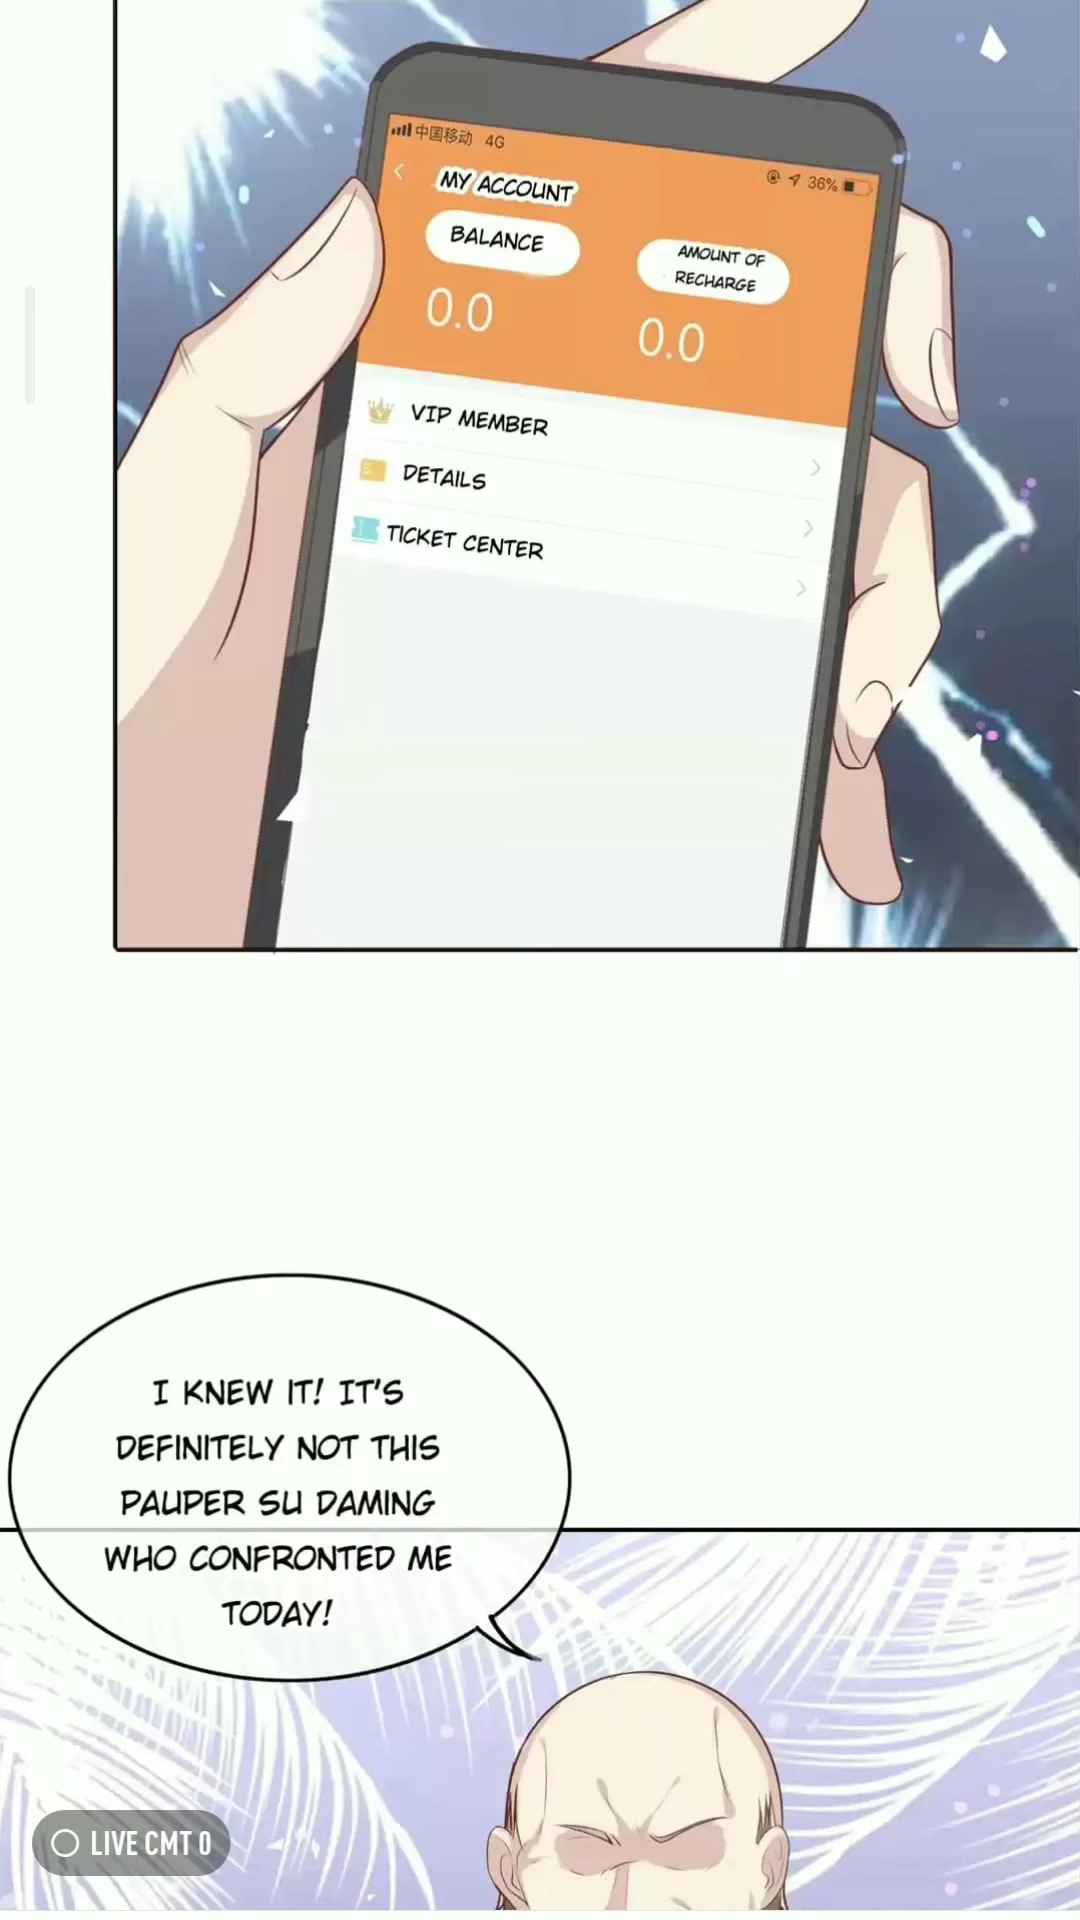 中国移动 4G
36%
MY ACCOUNT
BALANCE
AMOUNT OF
RECHARGE
0.0
0.0
VIP MEMBER
DETAILS
TICKET CENTER
I KNEW IT! IT'S
DEFINITELY NOT THIS
PAUPER SU DAMING
WHO CONFRONTED ME
TODAY!
LIVE CMT 0